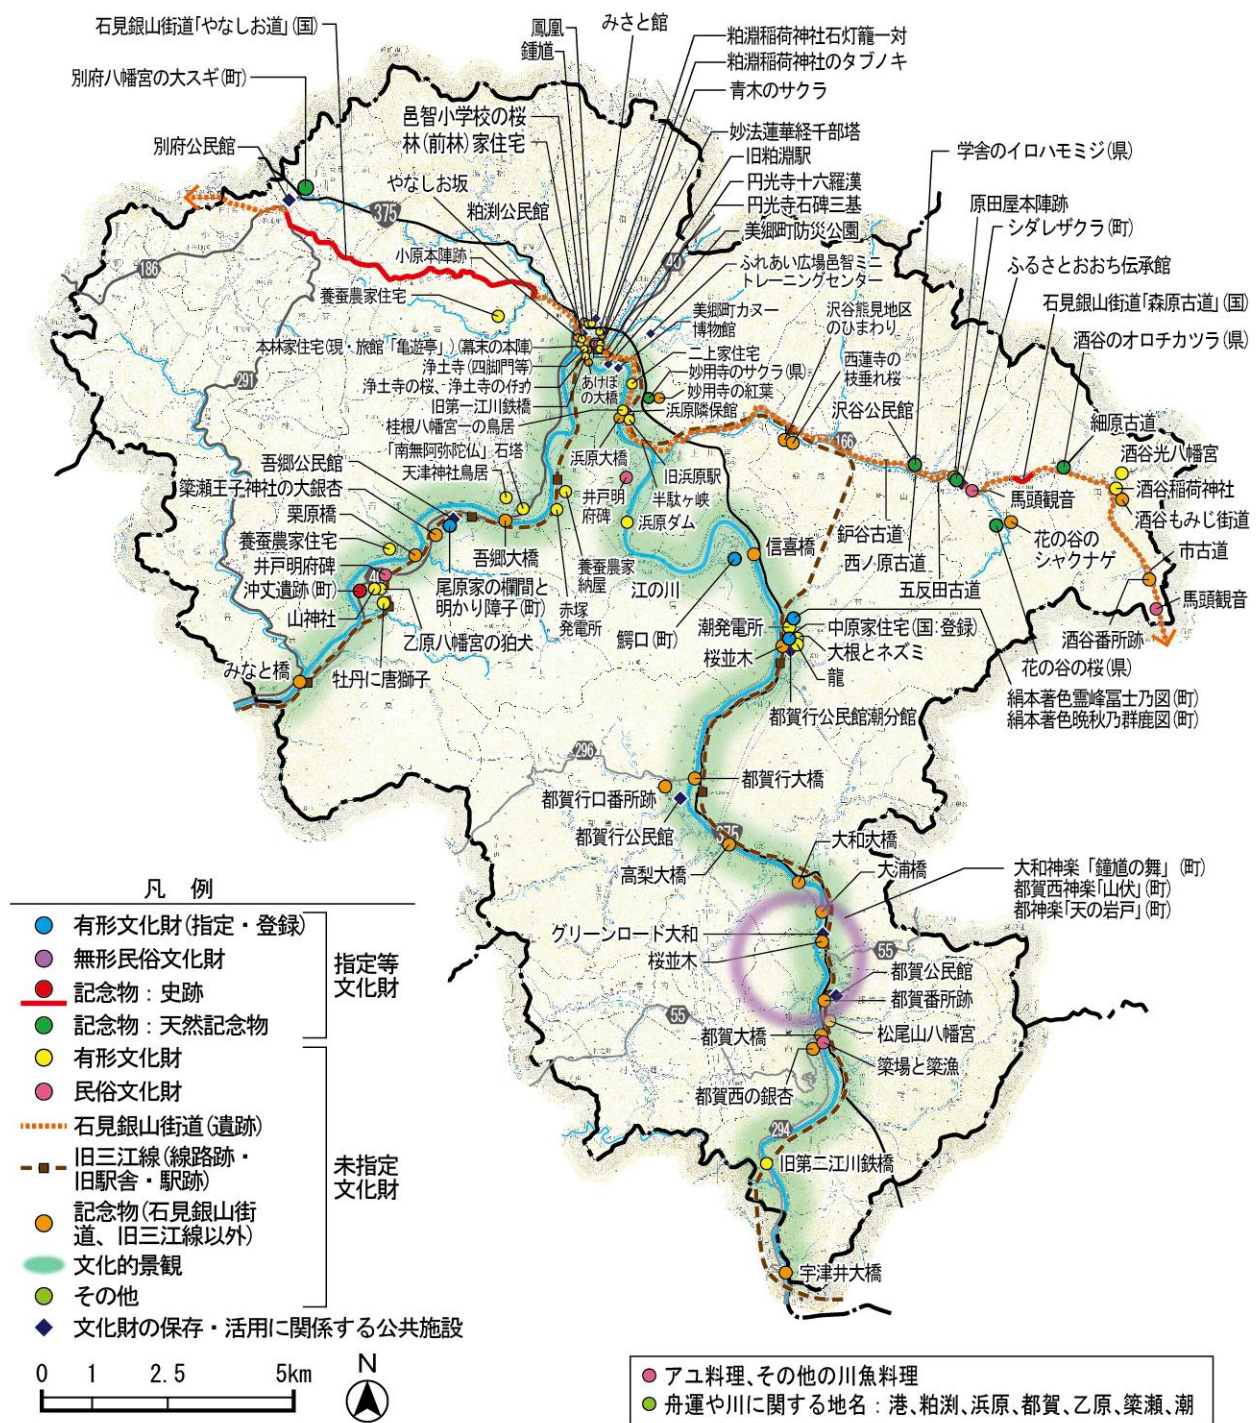 石見銀山街道「やなしお道」(国)
別府八幡宮の大スギ(町)
別府公民館
鳳凰
鍾道
みさと館
粕淵稲荷神社石灯籠一対
粕淵稲荷神社のタブノキ
青木のサクラ
邑智小学校の桜
林(前林)家住宅
やなしお坂
粕渕公民館
妙法蓮華経千部塔
旧粕淵駅
円光寺十六羅漢
円光寺石碑三基
美郷町防災公園
ふれあい広場邑智ミニ
トレーニングセンター
学舎のイロハモミジ(県)
原田屋本陣跡
シダレザクラ(町)
ふるさとおおち伝承館
石見銀山街道「森原古道」(国)
酒谷のオロチカツラ(県)
375
186
40
291
小原本陣跡
養蚕農家住宅
美郷町カヌー
博物館
沢谷熊見地区
のひまわり
西蓮寺の
枝垂れ桜
本林家住宅(現・旅館「亀遊亭」)(幕末の本陣)
浄土寺(四脚門等)
浄土寺の桜、浄土寺のイチョウ
旧第一江川鉄橋
桂根八幡宮一の鳥居
あけぼ
の大橋
二上家住宅
妙用寺のサクラ(県)
妙用寺の紅葉
浜原隣保館
沢谷公民館
166
細原古道
酒谷光八幡宮
酒谷稲荷神社
酒谷もみじ街道
「南無阿弥陀仏」石塔
天津神社鳥居
吾郷公民館
簗瀬王子神社の大銀杏
栗原橋
養蚕農家住宅
井戸明府碑
沖丈遺跡(町)
山神社
みなと橋
浜原大橋
井戸明
府碑
旧浜原駅
半駄ヶ峡
浜原ダム
吾郷大橋
尾原家の欄間と
明かり障子(町)
養蚕農家
納屋
赤塚
発電所
乙原八幡宮の狛犬
牡丹に唐獅子
江の川
鰐口(町)
信喜橋
鈩谷古道
西ノ原古道
五反田古道
馬頭観音
花の谷の
シャクナゲ
市古道
馬頭観音
酒谷番所跡
花の谷の桜(県)
潮発電所
桜並木
中原家住宅(国:登録)
大根とネズミ
龍
都賀行公民館潮分館
絹本著色霊峰冨士乃図(町)
絹本著色晩秋乃群鹿図(町)
296
都賀行大橋
都賀行口番所跡
都賀行公民館
375
高梨大橋
大和大橋
大浦橋
大和神楽「鐘道の舞」(町)
都賀西神楽「山伏」(町)
都神楽「天の岩戸」(町)
グリーンロード大和
桜並木
55
都賀公民館
都賀番所跡
55
都賀大橋
松尾山八幡宮
簗場と簗漁
都賀西の銀杏
294
旧第二江川鉄橋
宇津井大橋
凡 例
有形文化財(指定・登録)
無形民俗文化財
記念物:史跡
記念物:天然記念物
指定等
文化財
有形文化財
民俗文化財
石見銀山街道(遺跡)
旧三江線(線路跡・
旧駅舎・駅跡)
記念物(石見銀山街
道、旧三江線以外)
文化的景観
その他
未指定
文化財
文化財の保存・活用に関係する公共施設
0 1 2.5 5km
N
アユ料理、その他の川魚料理
舟運や川に関する地名:港、粕渕、浜原、都賀、乙原、簗瀬、潮